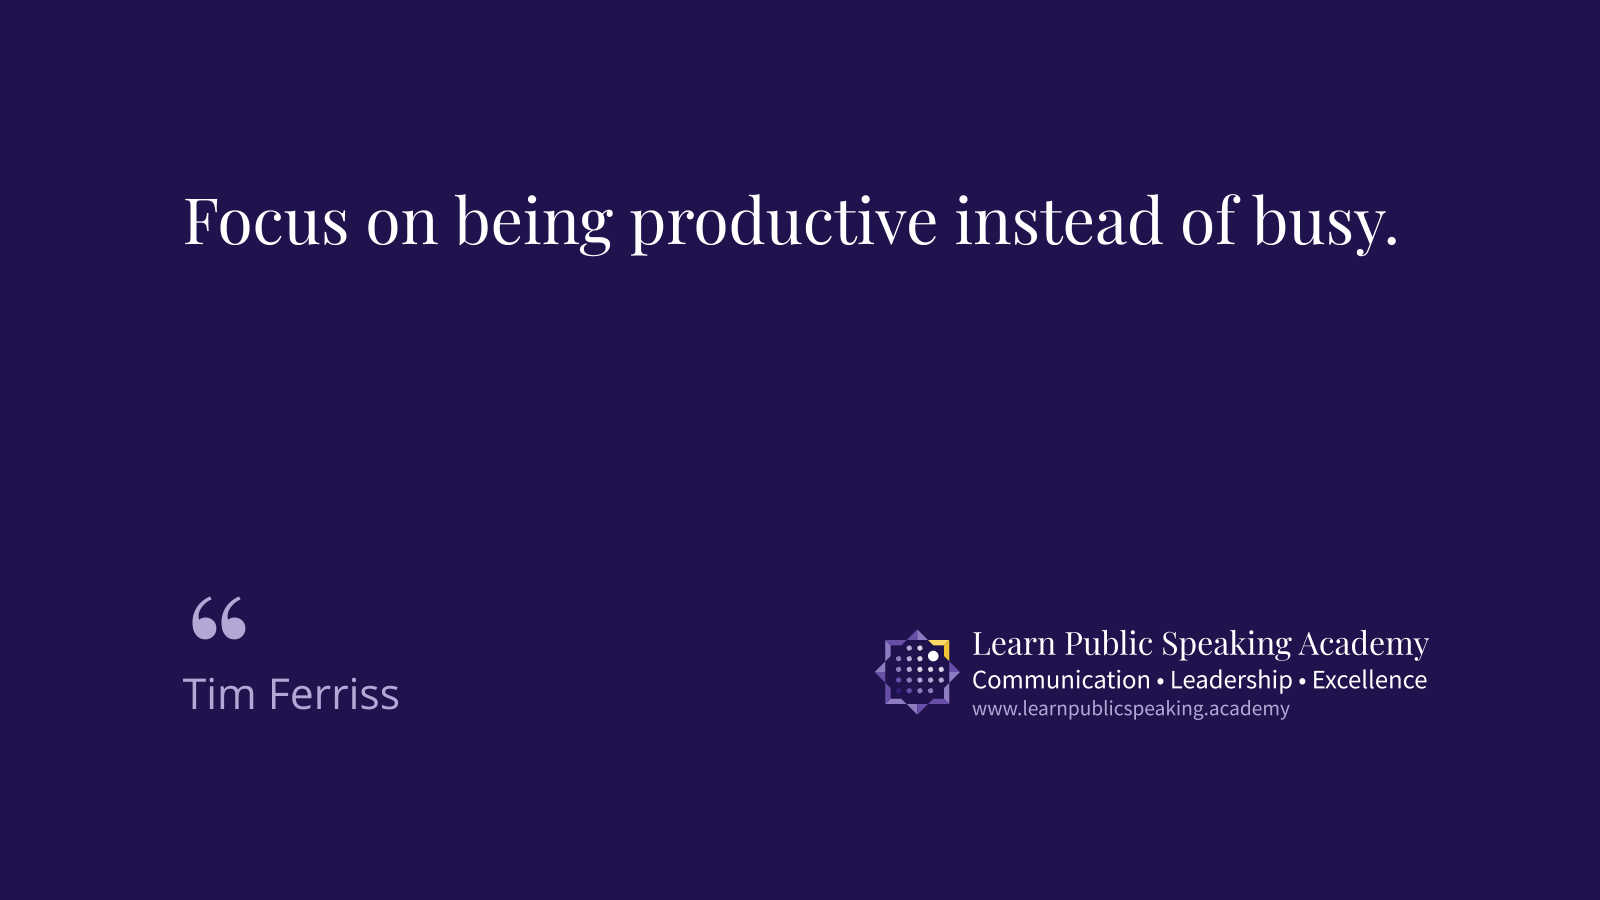 Focus on being productive instead of busy.
“
Tim Ferriss
Learn Public Speaking Academy
Communication • Leadership • Excellence
www.learnpublicspeaking.academy